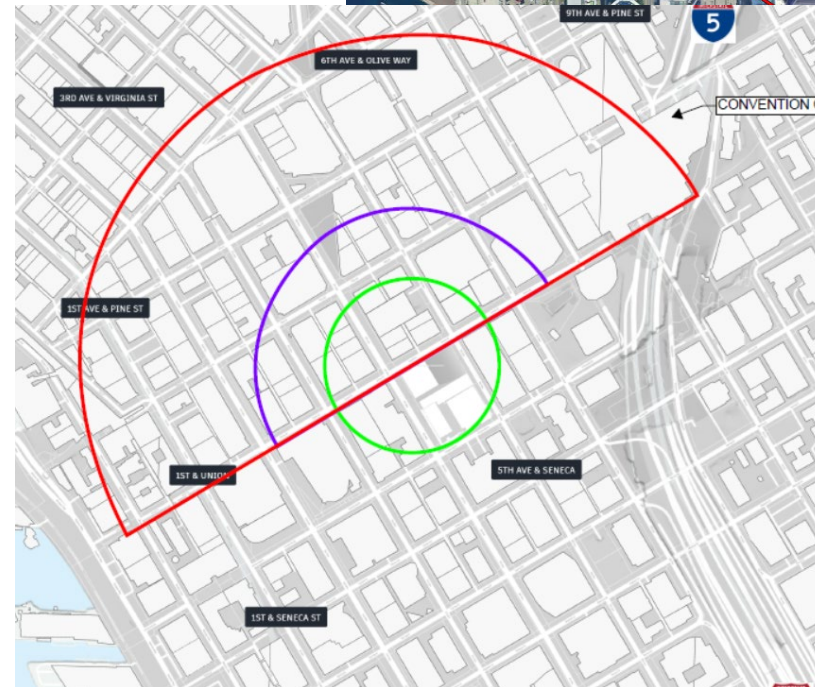 9TH AVE & PINE ST
5
6TH AVE & OLIVE WAY
3RD AVE & VIRGINIA ST
CONVENTION
1ST AVE & PINE ST
1ST & UNION
5TH AVE & SENECA
1ST & SENECA ST